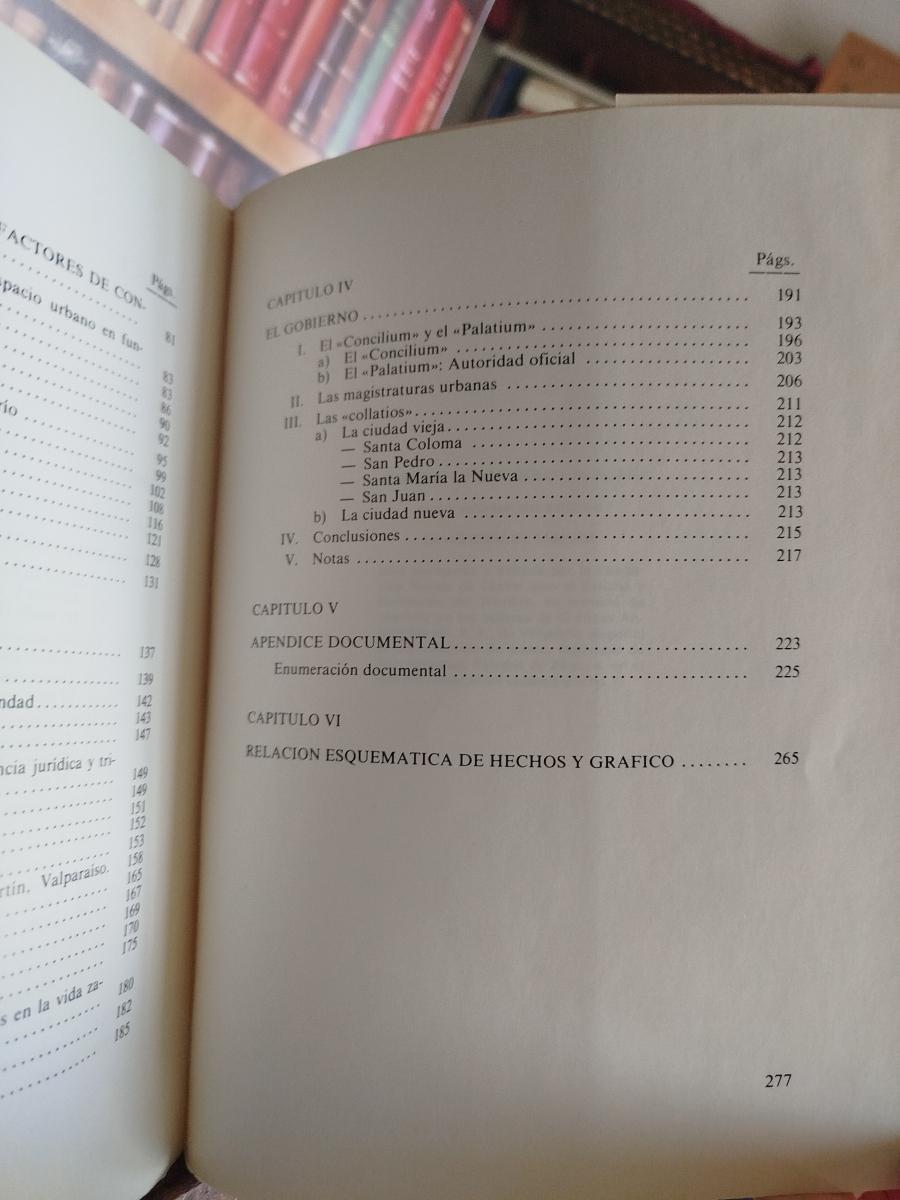 FACTORES DE CON-
Págs.
81
espacio urbano en fun-
83
83
86
90
92
95
99
102
108
116
121
128
131
137
139
142
143
147
ncia jurídica y tri-
149
149
151
152
153
158
rtín, Valparaíso.
165
167
169
170
175
s en la vida za-
180
182
185
Págs.
CAPITULO IV
EL GOBIERNO ........ 191
I. El «Concilium» y el «Palatium» ........ 193
a) El «Concilium» ........ 196
b) El «Palatium»: Autoridad oficial ........ 203
II. Las magistraturas urbanas ........ 206
III. Las «collatios» ........ 211
a) La ciudad vieja ........ 212
— Santa Coloma ........ 212
— San Pedro ........ 213
— Santa María la Nueva ........ 213
— San Juan ........ 213
b) La ciudad nueva ........ 213
IV. Conclusiones ........ 215
V. Notas ........ 217
CAPITULO V
APENDICE DOCUMENTAL ........ 223
Enumeración documental ........ 225
CAPITULO VI
RELACION ESQUEMATICA DE HECHOS Y GRAFICO ........ 265
277